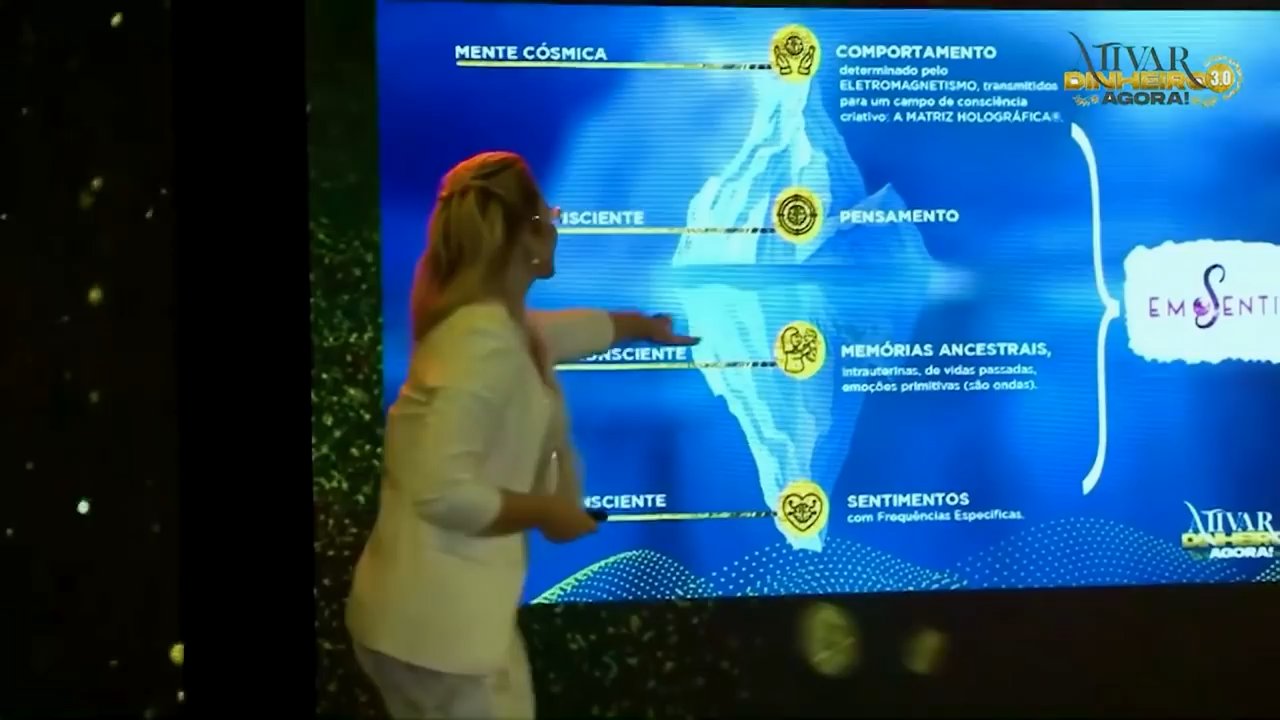 MENTE CÓSMICA
COMPORTAMENTO
determinado pelo
ELETROMAGNETISMO, transmitidos
para um campo de consciência
criativo: A MATRIZ HOLOGRÁFICA®.
ATIVAR
DINHEIRO 3.0
AGORA!
NSCIENTE
PENSAMENTO
EMOSENTI
ONSCIENTE
MEMÓRIAS ANCESTRAIS,
intrauterinas, de vidas passadas,
emoções primitivas (são ondas).
NSCIENTE
SENTIMENTOS
com Frequências Específicas.
ATIVAR
DINHEIRO
AGORA!